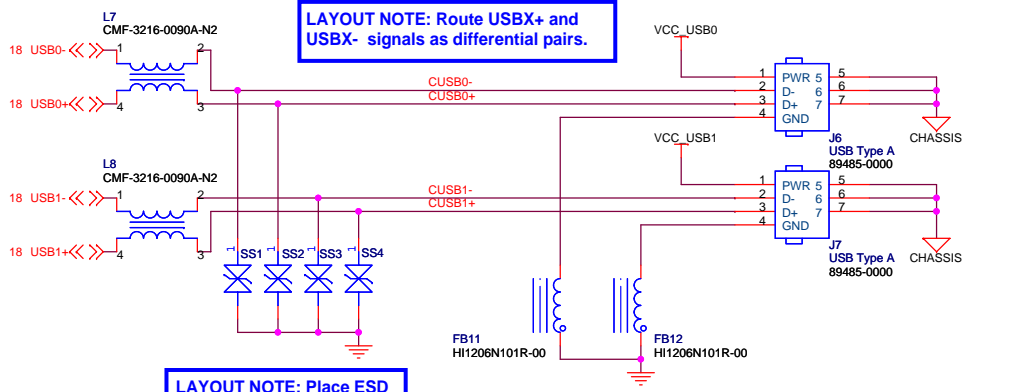 L7
CMF-3216-0090A-N2
LAYOUT NOTE: Route USBX+ and
USBX- signals as differential pairs.
VCC_USB0
18 USB0-
1
2
18 USB0+
4
3
CUSB0-
CUSB0+
1 PWR 5 5
2 D- 6 6
3 D+ 7 7
4 GND
CHASSIS
J6
USB Type A
89485-0000
VCC_USB1
L8
CMF-3216-0090A-N2
18 USB1-
1
2
18 USB1+
4
3
CUSB1-
CUSB1+
1 PWR 5 5
2 D- 6 6
3 D+ 7 7
4 GND
CHASSIS
J7
USB Type A
89485-0000
1 SS1
1 SS2
1 SS3
1 SS4
FB11
HI1206N101R-00
FB12
HI1206N101R-00
LAYOUT NOTE: Place ESD